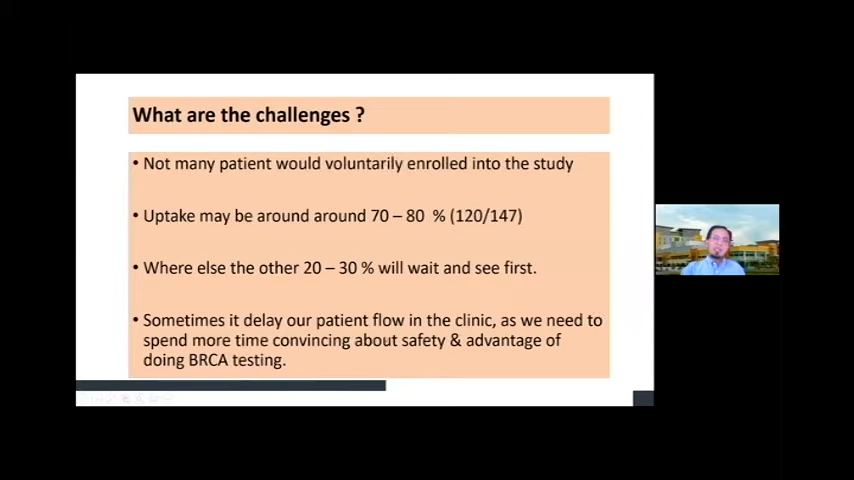 What are the challenges ?
• Not many patient would voluntarily enrolled into the study
• Uptake may be around around 70 – 80 % (120/147)
• Where else the other 20 – 30 % will wait and see first.
• Sometimes it delay our patient flow in the clinic, as we need to
spend more time convincing about safety & advantage of
doing BRCA testing.